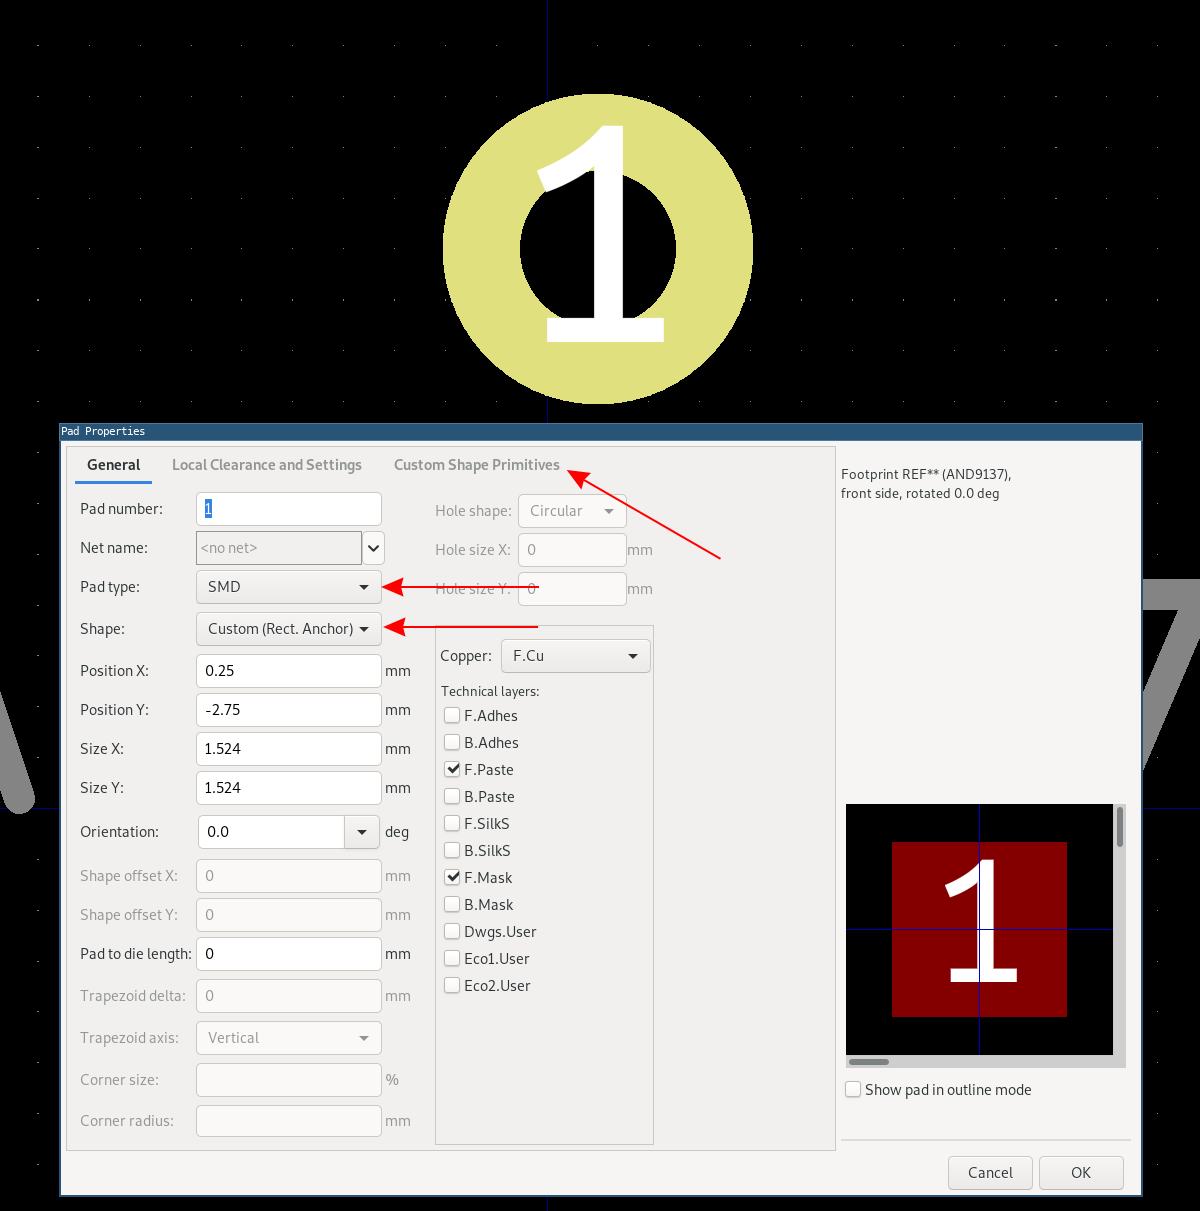 1
Pad Properties
General Local Clearance and Settings Custom Shape Primitives
Pad number: 1
Net name: <no net>
Pad type: SMD
Shape: Custom (Rect. Anchor)
Position X: 0.25 mm
Position Y: -2.75 mm
Size X: 1.524 mm
Size Y: 1.524 mm
Orientation: 0.0 deg
Shape offset X: 0 mm
Shape offset Y: 0 mm
Pad to die length: 0 mm
Trapezoid delta: 0 mm
Trapezoid axis: Vertical
Corner size: %
Corner radius: mm
Hole shape: Circular
Hole size X: 0 mm
Hole size Y: 0 mm
Copper: F.Cu
Technical layers:
F.Adhes
B.Adhes
F.Paste
B.Paste
F.SilkS
B.SilkS
F.Mask
B.Mask
Dwgs.User
Eco1.User
Eco2.User
Footprint REF** (AND9137),
front side, rotated 0.0 deg
7
1
Show pad in outline mode
Cancel OK